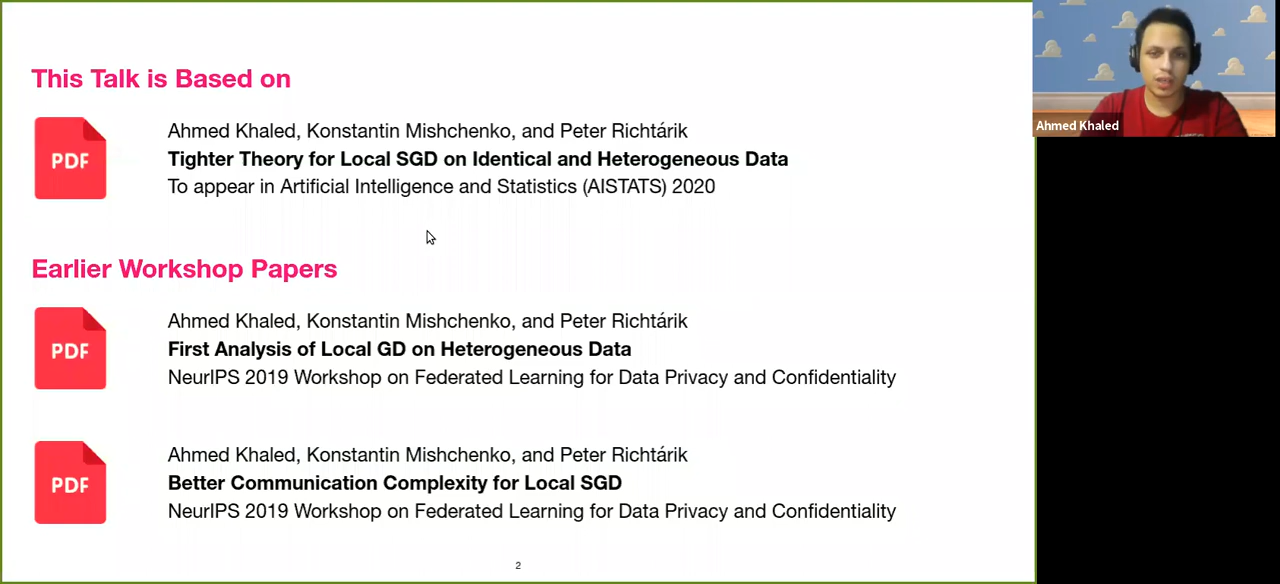 This Talk is Based on
PDF
Ahmed Khaled, Konstantin Mishchenko, and Peter Richtárik
Tighter Theory for Local SGD on Identical and Heterogeneous Data
To appear in Artificial Intelligence and Statistics (AISTATS) 2020
Earlier Workshop Papers
PDF
Ahmed Khaled, Konstantin Mishchenko, and Peter Richtárik
First Analysis of Local GD on Heterogeneous Data
NeurIPS 2019 Workshop on Federated Learning for Data Privacy and Confidentiality
PDF
Ahmed Khaled, Konstantin Mishchenko, and Peter Richtárik
Better Communication Complexity for Local SGD
NeurIPS 2019 Workshop on Federated Learning for Data Privacy and Confidentiality
2
Ahmed Khaled